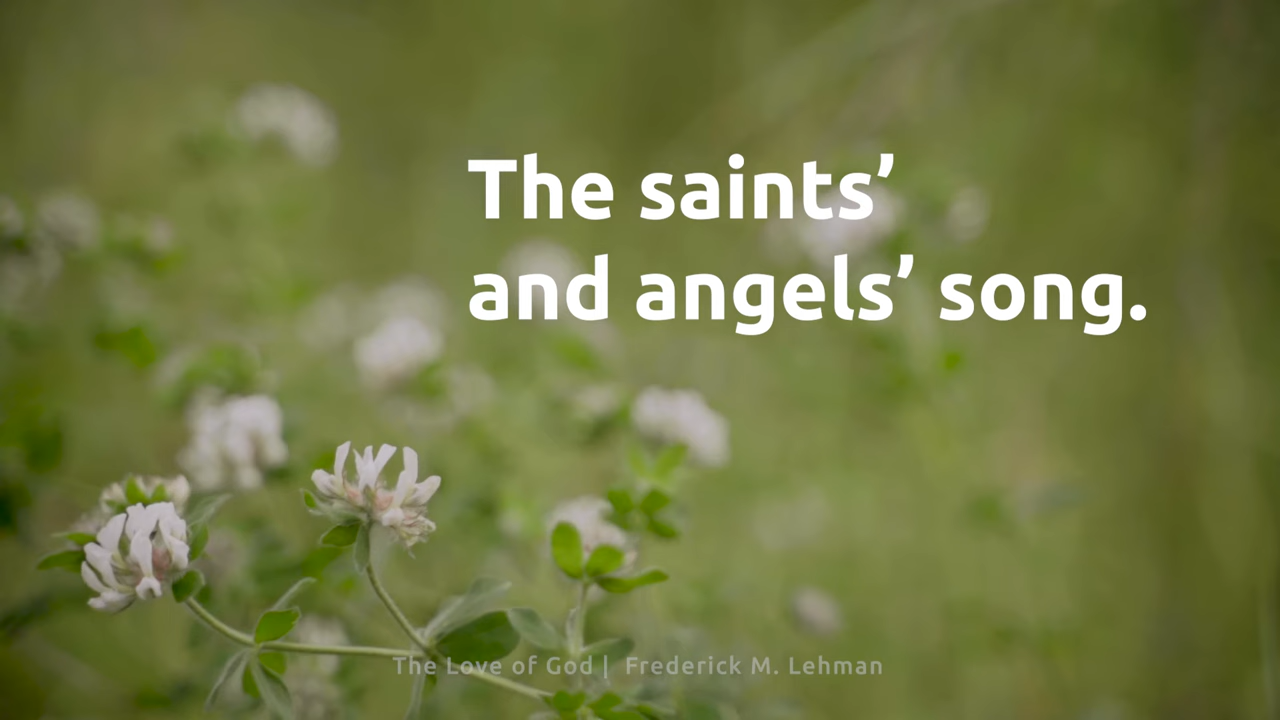 The saints’
and angels’ song.
The Love of God | Frederick M. Lehman